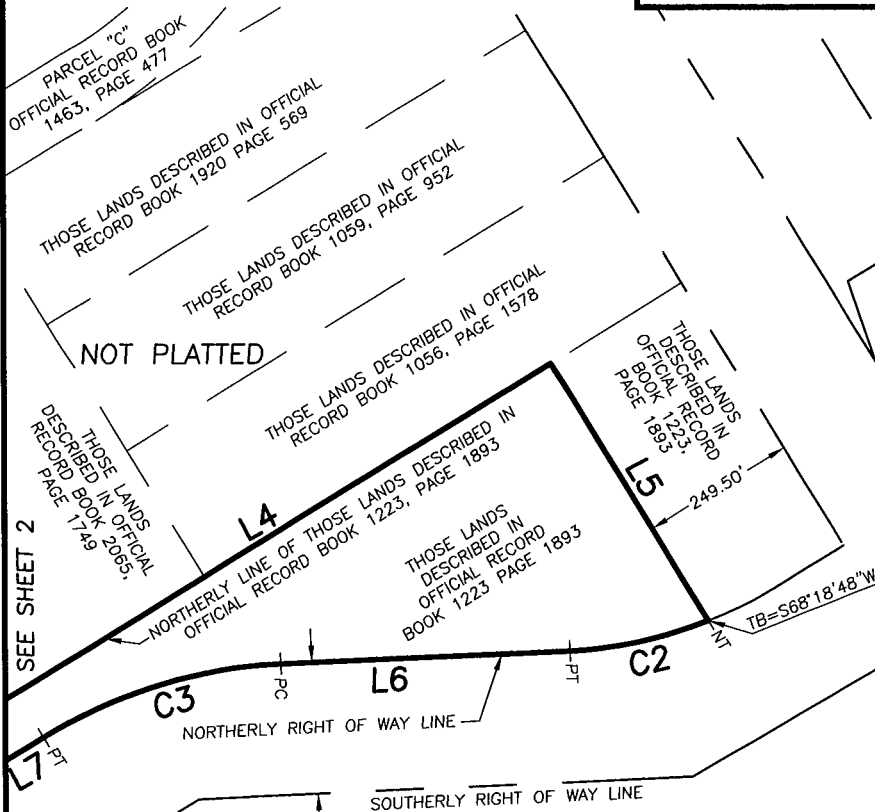 PARCEL "C"
OFFICIAL RECORD BOOK
1463, PAGE 477
THOSE LANDS DESCRIBED IN OFFICIAL
RECORD BOOK 1920 PAGE 569
THOSE LANDS DESCRIBED IN OFFICIAL
RECORD BOOK 1059, PAGE 952
THOSE LANDS DESCRIBED IN OFFICIAL
RECORD BOOK 1056, PAGE 1578
NOT PLATTED
THOSE LANDS
DESCRIBED IN
OFFICIAL RECORD
BOOK 1223,
PAGE 1893
THOSE LANDS
DESCRIBED IN OFFICIAL
RECORD BOOK 2065,
PAGE 1749
L4
L5
249.50'
NORTHERLY LINE OF THOSE LANDS DESCRIBED IN
OFFICIAL RECORD BOOK 1223, PAGE 1893
THOSE LANDS
DESCRIBED IN
OFFICIAL RECORD
BOOK 1223 PAGE 1893
SEE SHEET 2
TB=S68°18'48"W
NT
PT
C2
PC
L6
C3
NORTHERLY RIGHT OF WAY LINE
PT
L7
SOUTHERLY RIGHT OF WAY LINE